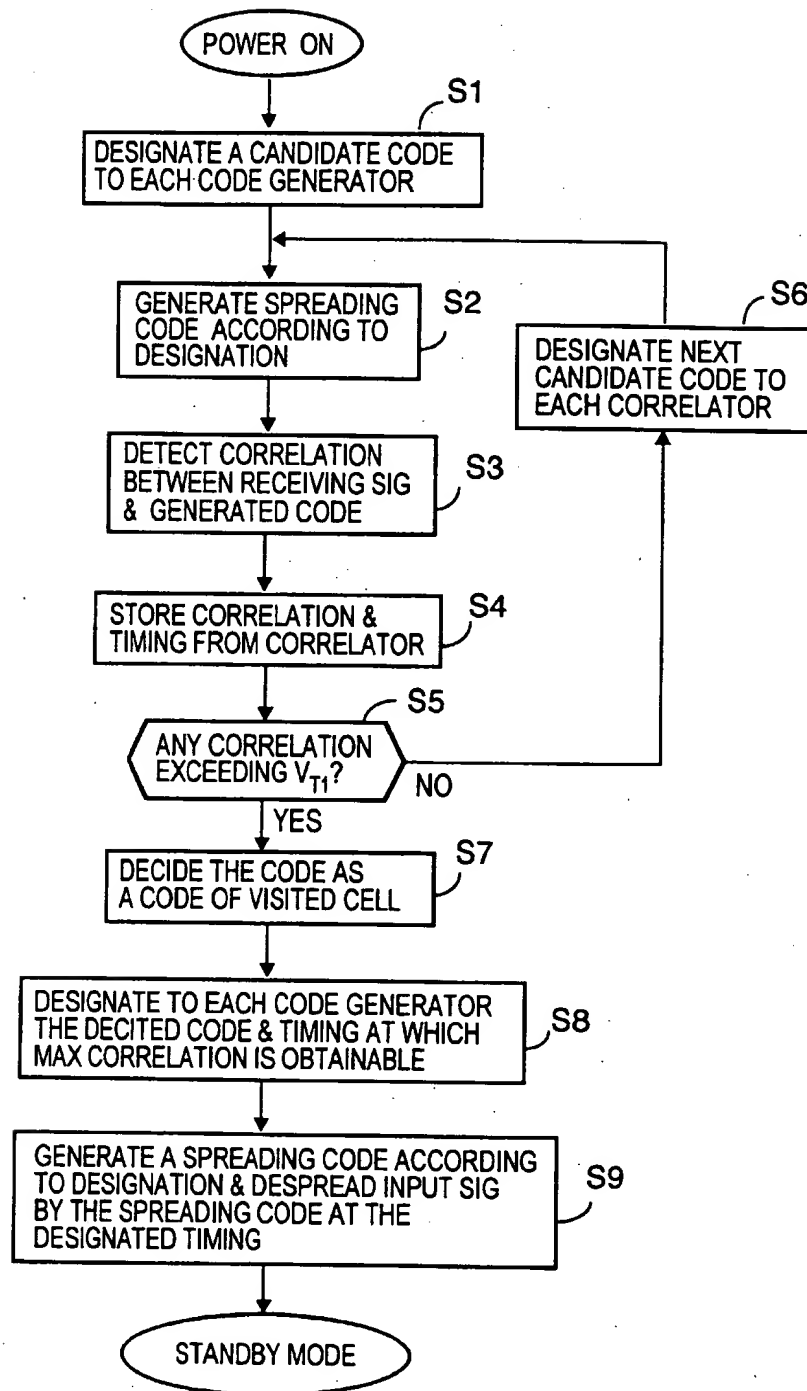 POWER ON
S1
DESIGNATE A CANDIDATE CODE
TO EACH CODE GENERATOR
S2
GENERATE SPREADING
CODE ACCORDING TO
DESIGNATION
S6
DESIGNATE NEXT
CANDIDATE CODE TO
EACH CORRELATOR
S3
DETECT CORRELATION
BETWEEN RECEIVING SIG
& GENERATED CODE
S4
STORE CORRELATION &
TIMING FROM CORRELATOR
S5
ANY CORRELATION
EXCEEDING VT1?
NO
YES
S7
DECIDE THE CODE AS
A CODE OF VISITED CELL
S8
DESIGNATE TO EACH CODE GENERATOR
THE DECITED CODE & TIMING AT WHICH
MAX CORRELATION IS OBTAINABLE
S9
GENERATE A SPREADING CODE ACCORDING
TO DESIGNATION & DESPREAD INPUT SIG
BY THE SPREADING CODE AT THE
DESIGNATED TIMING
STANDBY MODE